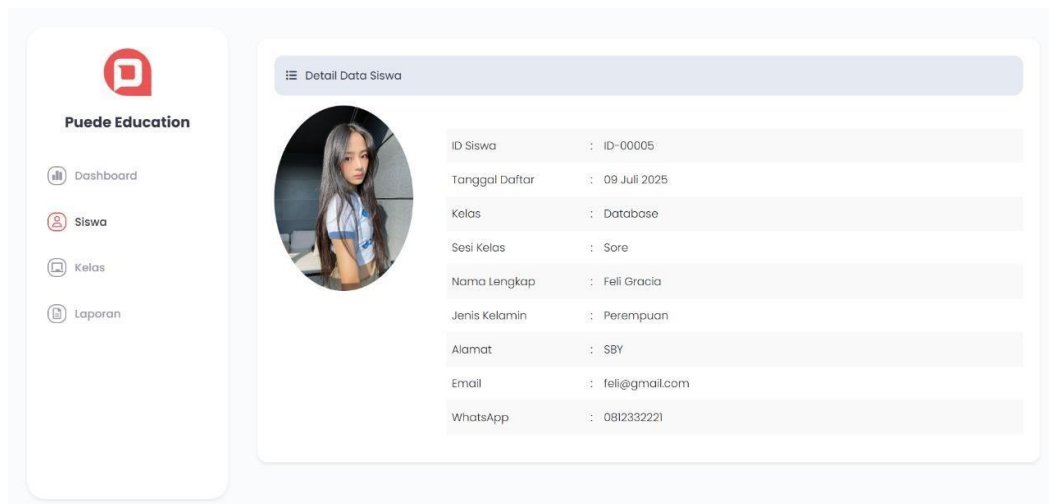 Puede Education
Dashboard
Siswa
Kelas
Laporan
Detail Data Siswa
ID Siswa : ID-00005
Tanggal Daftar : 09 Juli 2025
Kelas : Database
Sesi Kelas : Sore
Nama Lengkap : Feli Gracia
Jenis Kelamin : Perempuan
Alamat : SBY
Email : feli@gmail.com
WhatsApp : 0812332221